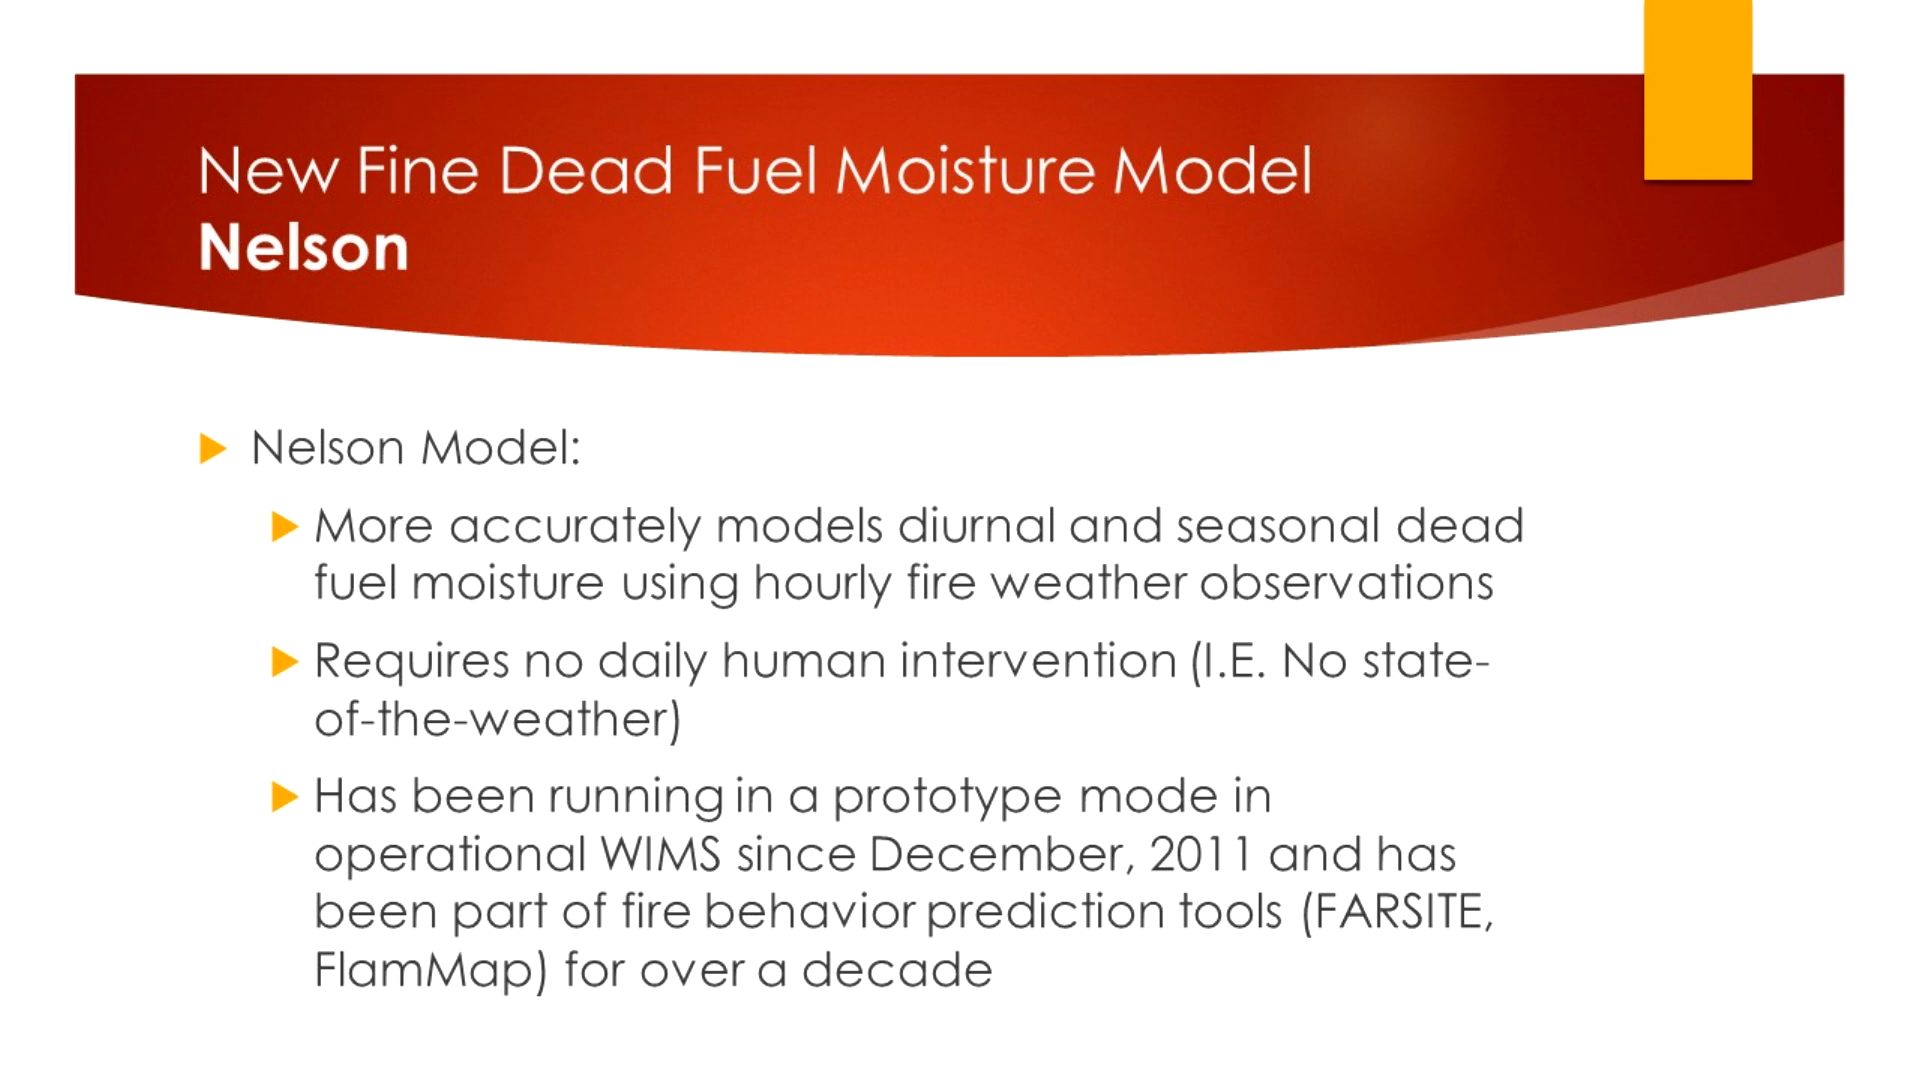 New Fine Dead Fuel Moisture Model
Nelson
Nelson Model:
More accurately models diurnal and seasonal dead
fuel moisture using hourly fire weather observations
Requires no daily human intervention (I.E. No state-
of-the-weather)
Has been running in a prototype mode in
operational WIMS since December, 2011 and has
been part of fire behavior prediction tools (FARSITE,
FlamMap) for over a decade